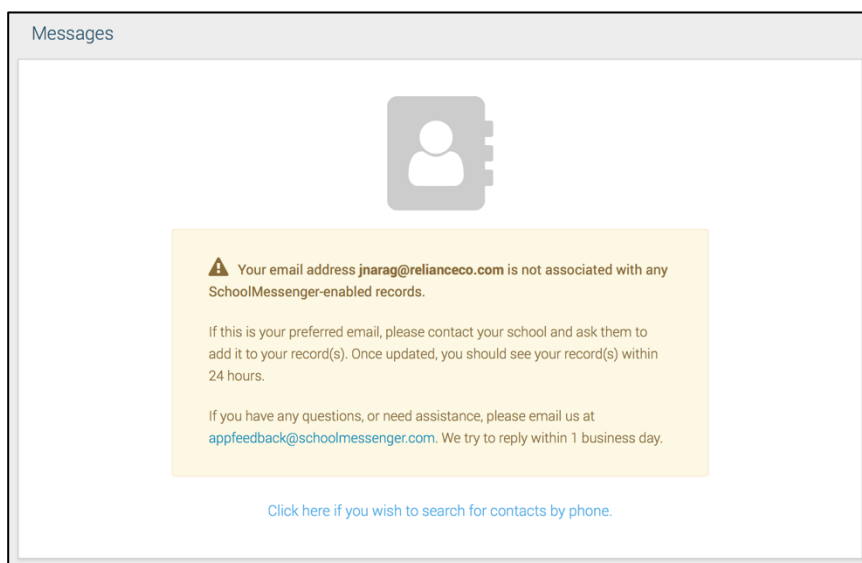 Messages
Your email address jnarag@relianceco.com is not associated with any
SchoolMessenger-enabled records.
If this is your preferred email, please contact your school and ask them to
add it to your record(s). Once updated, you should see your record(s) within
24 hours.
If you have any questions, or need assistance, please email us at
appfeedback@schoolmessenger.com. We try to reply within 1 business day.
Click here if you wish to search for contacts by phone.